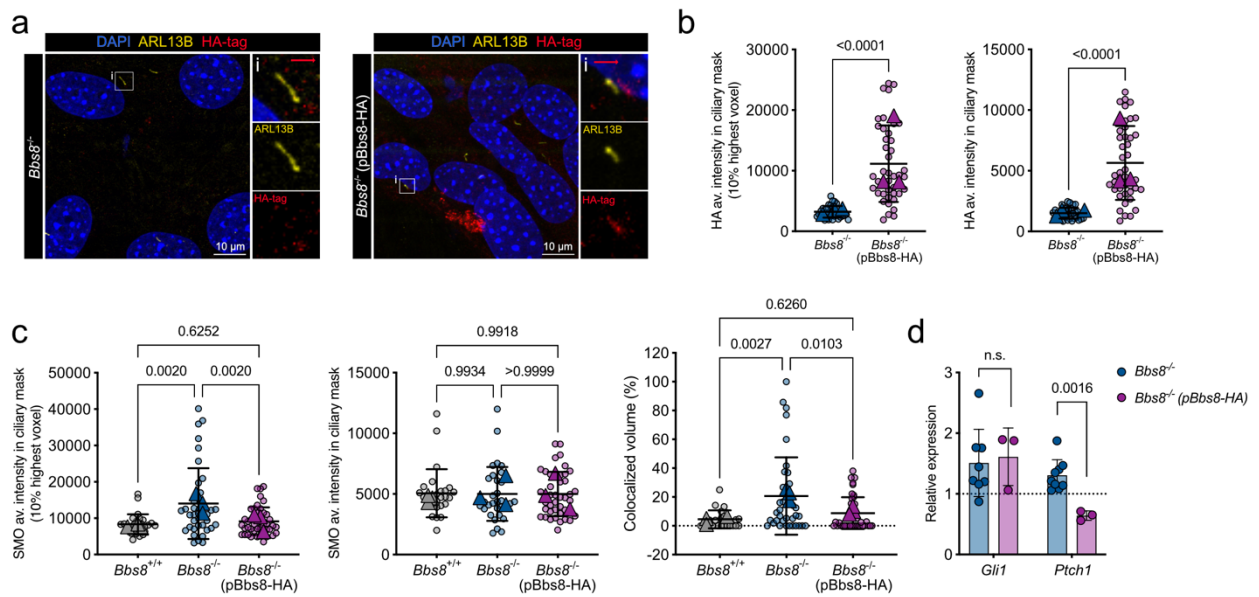 a
DAPI ARL13B HA-tag
Bbs8-/-
i
i
ARL13B
HA-tag
10 µm
DAPI ARL13B HA-tag
Bbs8-/- (pBbs8-HA)
i
i
ARL13B
HA-tag
10 µm
b
HA av. intensity in ciliary mask
(10% highest voxel)
30000
20000
10000
0
<0.0001
Bbs8-/-
Bbs8-/-
(pBbs8-HA)
HA av. intensity in ciliary mask
15000
10000
5000
0
<0.0001
Bbs8-/-
Bbs8-/-
(pBbs8-HA)
c
SMO av. intensity in ciliary mask
(10% highest voxel)
50000
40000
30000
20000
10000
0
0.6252
0.0020
0.0020
Bbs8+/+
Bbs8-/-
Bbs8-/-
(pBbs8-HA)
SMO av. intensity in ciliary mask
15000
10000
5000
0
0.9918
0.9934
>0.9999
Bbs8+/+
Bbs8-/-
Bbs8-/-
(pBbs8-HA)
Colocalized volume (%)
120
100
80
60
40
20
0
-20
0.6260
0.0027
0.0103
Bbs8+/+
Bbs8-/-
Bbs8-/-
(pBbs8-HA)
d
Relative expression
3
2
1
0
n.s.
0.0016
Gli1
Ptch1
Bbs8-/-
Bbs8-/- (pBbs8-HA)